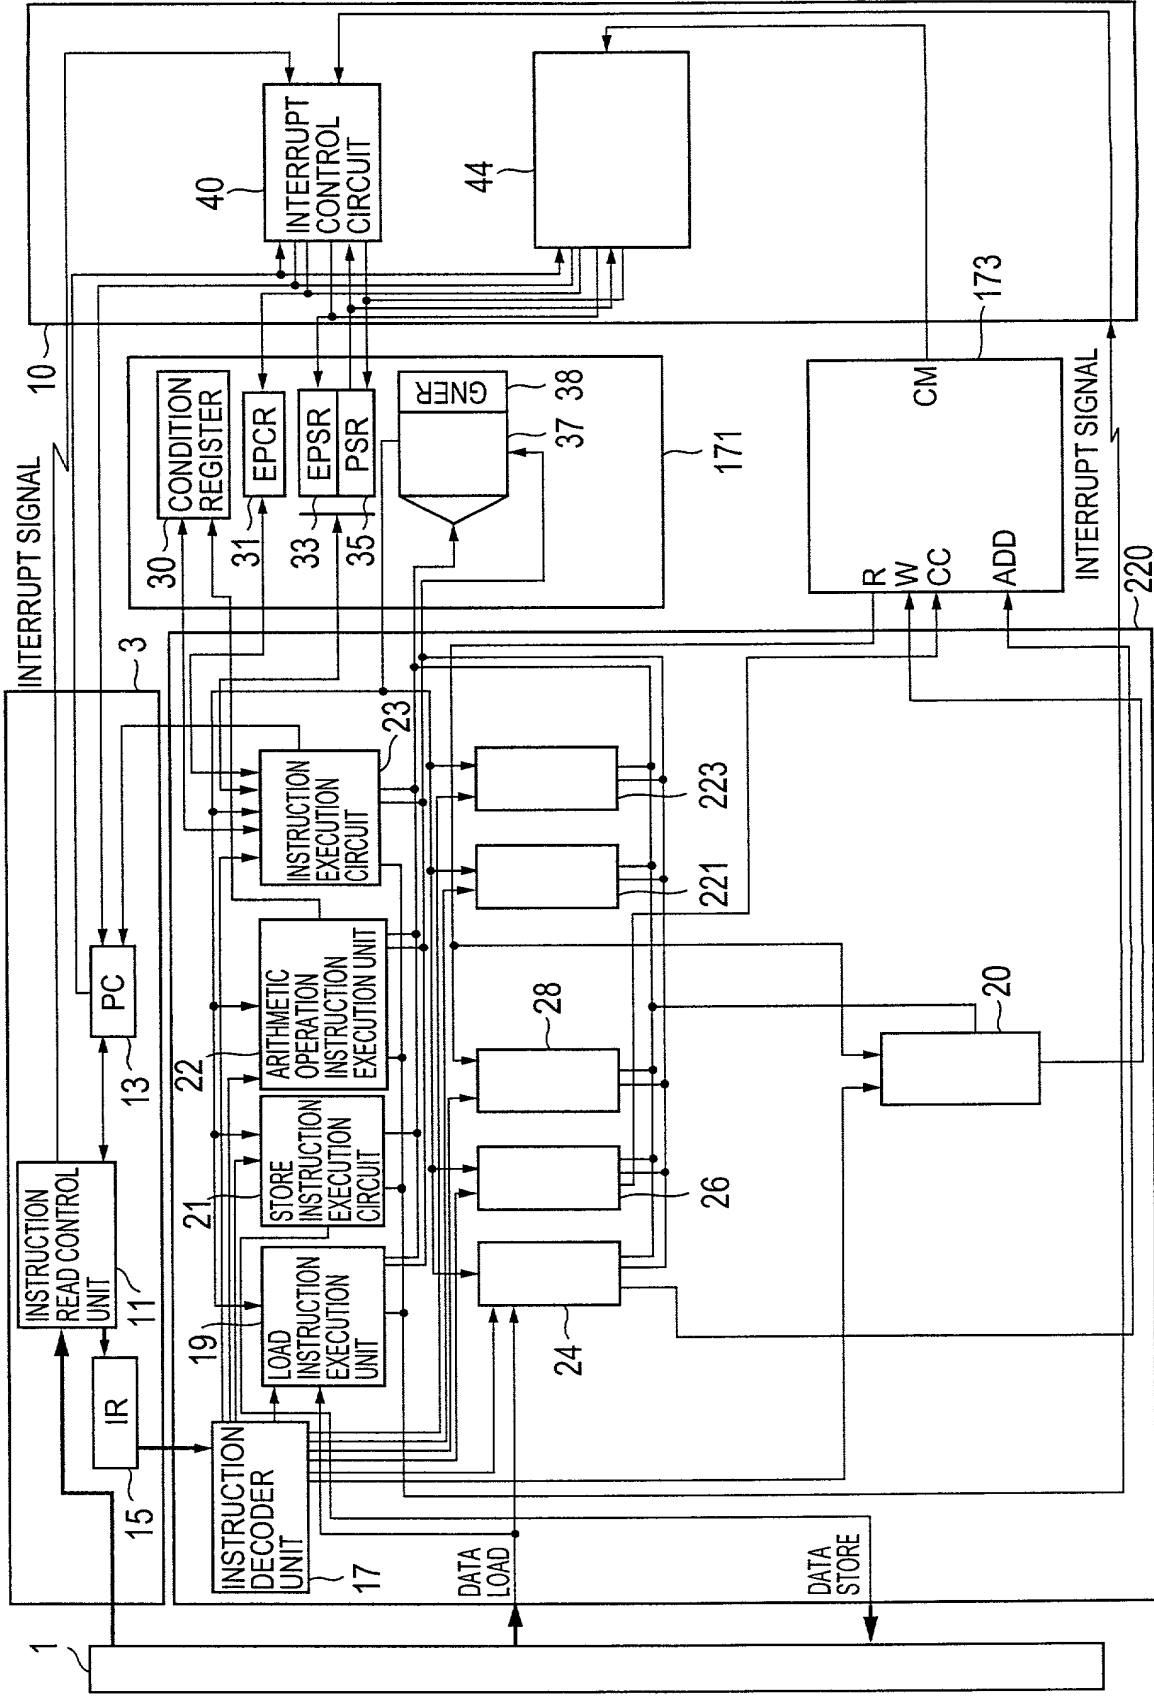 1
INTERRUPT SIGNAL
3
INSTRUCTION
READ CONTROL
UNIT
11
PC
13
IR
15
10
INTERRUPT
CONTROL
CIRCUIT
40
44
CONDITION
REGISTER
30
EPCR
31
EPSR
33
PSR
35
GNER
38
37
171
INSTRUCTION
DECODER
UNIT
17
LOAD
INSTRUCTION
EXECUTION
UNIT
19
STORE
INSTRUCTION
EXECUTION
CIRCUIT
21
ARITHMETIC
OPERATION
INSTRUCTION
EXECUTION UNIT
22
INSTRUCTION
EXECUTION
CIRCUIT
23
24
26
28
221
223
20
DATA
LOAD
DATA
STORE
R
W
CC
ADD
CM
173
INTERRUPT SIGNAL
220